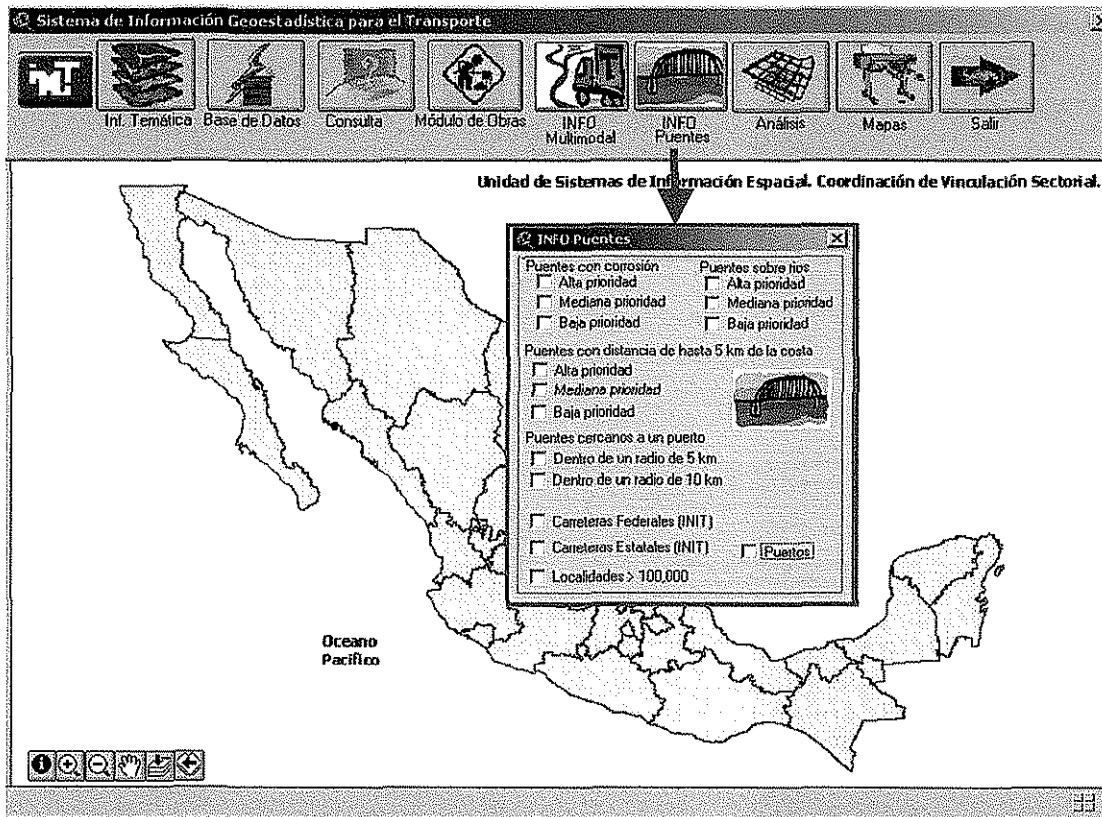 Sistema de Información Geoestadística para el Transporte
Inf. Temática
Base de Datos
Consulta
Módulo de Obras
INFO
Multimodal
INFO
Puentes
Análisis
Mapas
Salir
Unidad de Sistemas de Información Espacial. Coordinación de Vinculación Sectorial.
INFO Puentes
Puentes con corrosión
Alta prioridad
Mediana prioridad
Baja prioridad
Puentes sobre rios
Alta prioridad
Mediana prioridad
Baja prioridad
Puentes con distancia de hasta 5 km de la costa
Alta prioridad
Mediana prioridad
Baja prioridad
Puentes cercanos a un puerto
Dentro de un radio de 5 km
Dentro de un radio de 10 km
Carreteras Federales (INIT)
Carreteras Estatales (INIT)
Puertos
Localidades > 100,000
Oceano
Pacifico